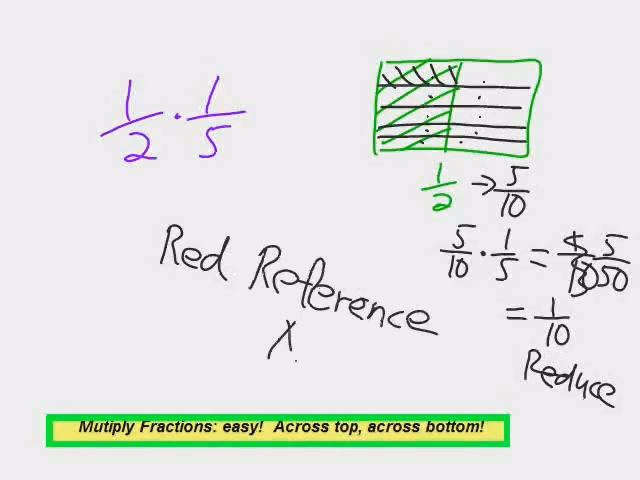 1/2 · 1/5
1/2 → 5/10
5/10 · 1/5 = 5/50
= 1/10
Reduce
Red Reference
X
Mutiply Fractions: easy! Across top, across bottom!